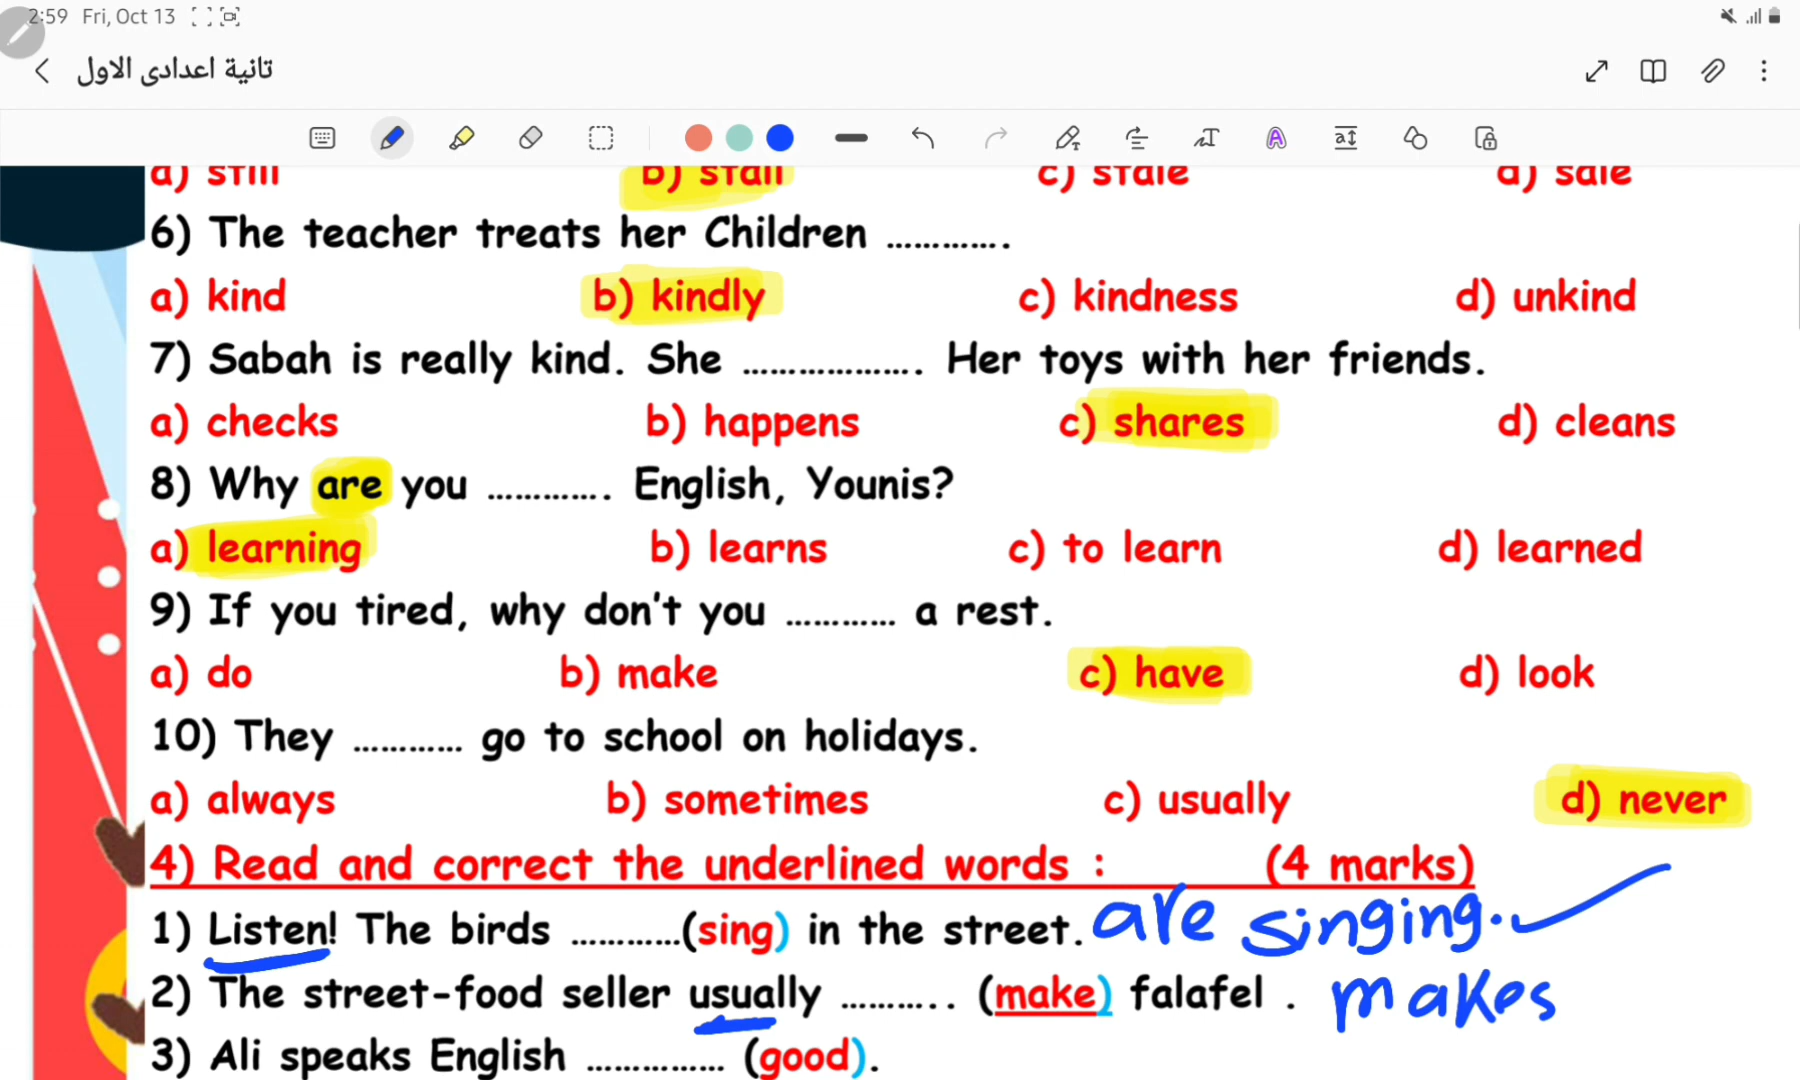 2:59 Fri, Oct 13
تانية اعدادى الاول
a) still b) stall c) stale d) sale
6) The teacher treats her Children ………….
a) kind b) kindly c) kindness d) unkind
7) Sabah is really kind. She ………………. Her toys with her friends.
a) checks b) happens c) shares d) cleans
8) Why are you …………. English, Younis?
a) learning b) learns c) to learn d) learned
9) If you tired, why don't you ………… a rest.
a) do b) make c) have d) look
10) They ………… go to school on holidays.
a) always b) sometimes c) usually d) never
4) Read and correct the underlined words : (4 marks)
1) Listen! The birds …………(sing) in the street. are singing.
2) The street-food seller usually ……….. (make) falafel . makes
3) Ali speaks English …………… (good).